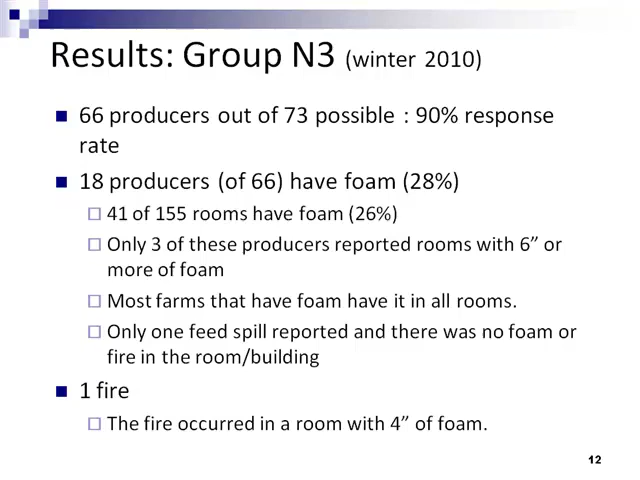 Results: Group N3 (winter 2010)
66 producers out of 73 possible : 90% response
rate
18 producers (of 66) have foam (28%)
41 of 155 rooms have foam (26%)
Only 3 of these producers reported rooms with 6” or
more of foam
Most farms that have foam have it in all rooms.
Only one feed spill reported and there was no foam or
fire in the room/building
1 fire
The fire occurred in a room with 4” of foam.
12